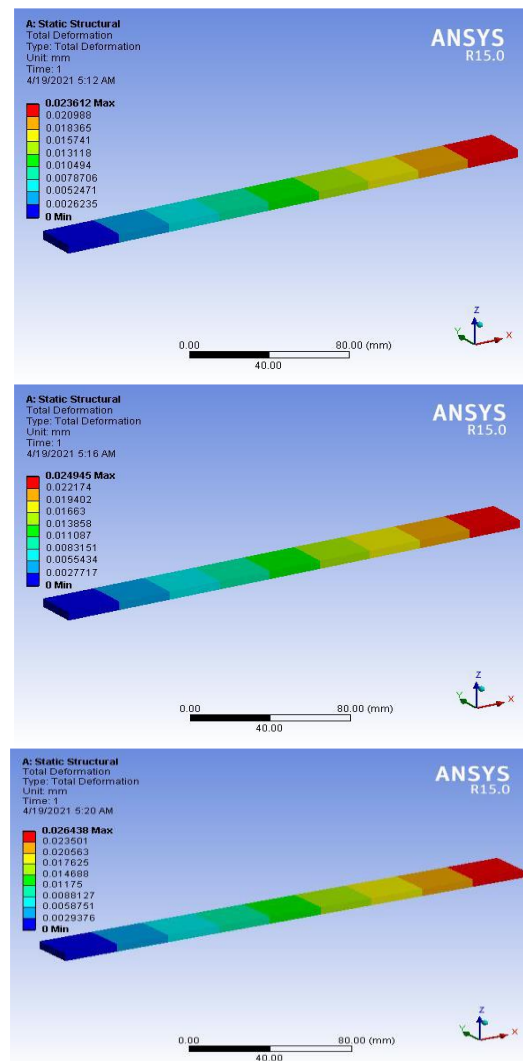 A: Static Structural
Total Deformation
Type: Total Deformation
Unit: mm
Time: 1
4/19/2021 5:12 AM
ANSYS
R15.0
0.023612 Max
0.020988
0.018365
0.015741
0.013118
0.010494
0.0078706
0.0052471
0.0026235
0 Min
0.00
80.00 (mm)
40.00
Z
Y
X
A: Static Structural
Total Deformation
Type: Total Deformation
Unit: mm
Time: 1
4/19/2021 5:16 AM
ANSYS
R15.0
0.024945 Max
0.022174
0.019402
0.01663
0.013858
0.011087
0.0083151
0.0055434
0.0027717
0 Min
0.00
80.00 (mm)
40.00
Z
Y
X
A: Static Structural
Total Deformation
Type: Total Deformation
Unit: mm
Time: 1
4/19/2021 5:20 AM
ANSYS
R15.0
0.026438 Max
0.023501
0.020563
0.017625
0.014688
0.01175
0.0088127
0.0058751
0.0029376
0 Min
0.00
80.00 (mm)
40.00
Z
Y
X